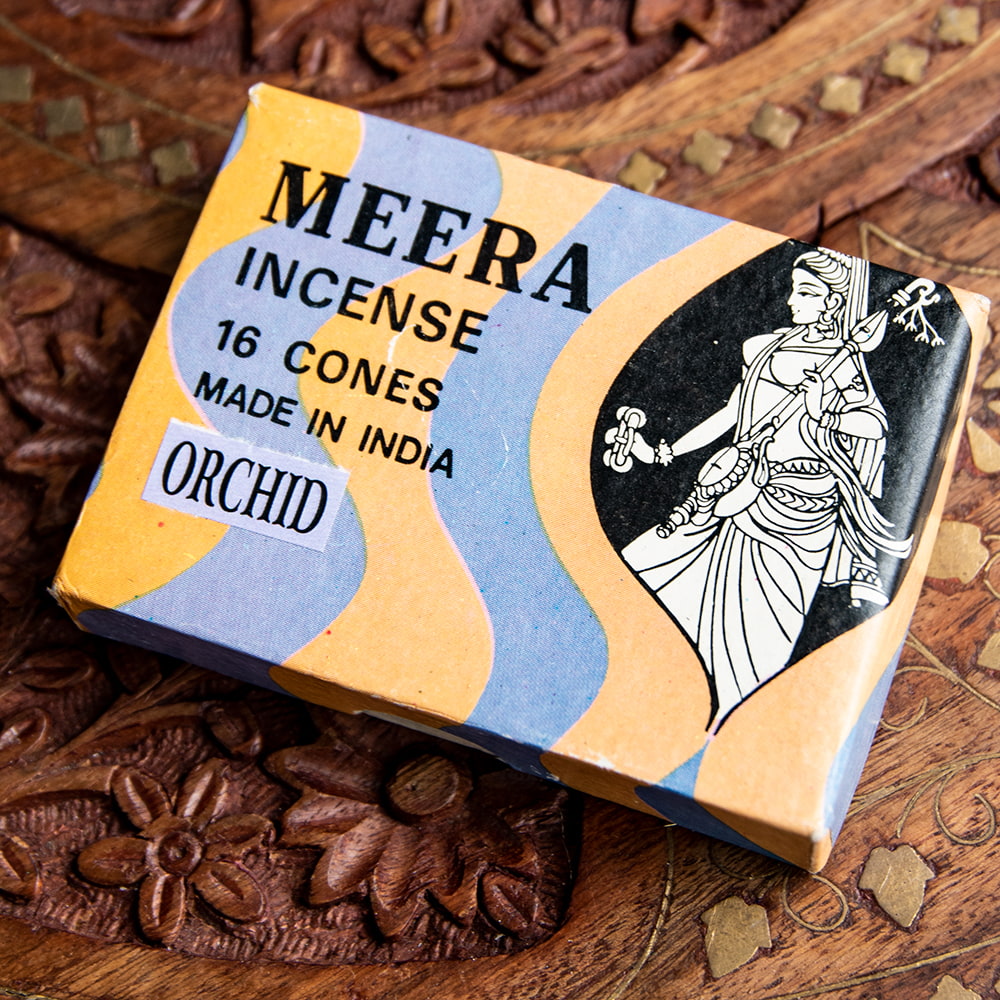 MEERA
INCENSE
16 CONES
MADE IN INDIA
ORCHID